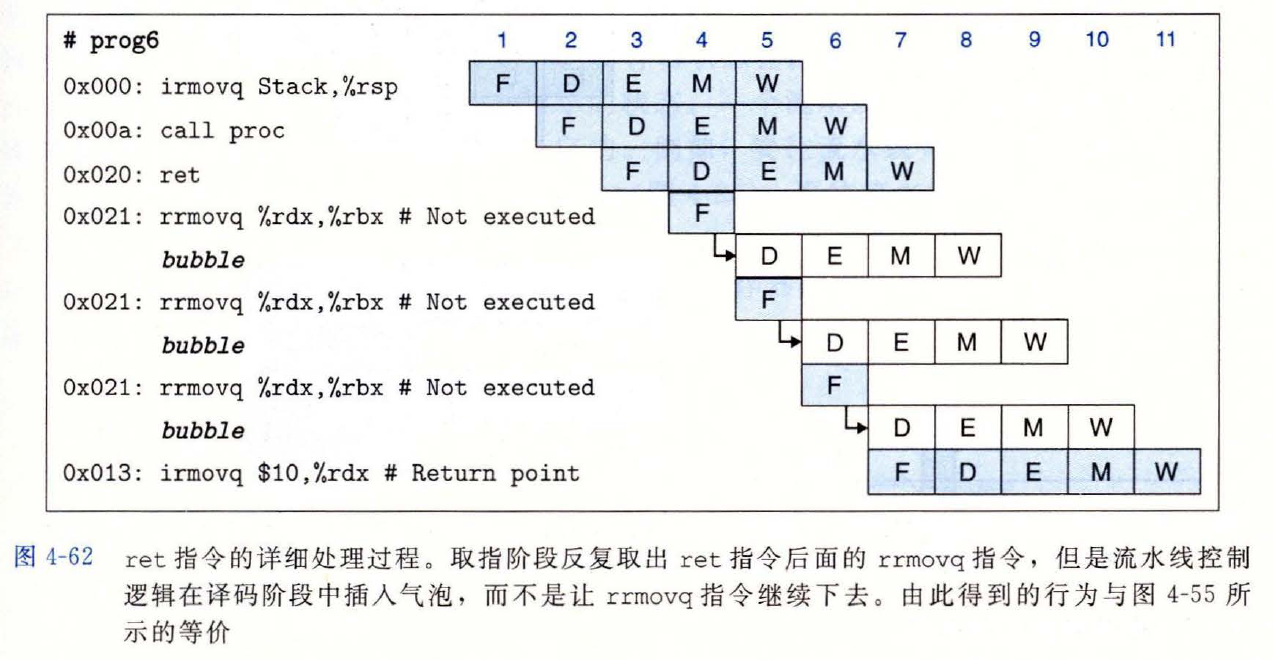 # prog6 1 2 3 4 5 6 7 8 9 10 11
0x000: irmovq Stack,%rsp F D E M W
0x00a: call proc F D E M W
0x020: ret F D E M W
0x021: rrmovq %rdx,%rbx # Not executed F
bubble D E M W
0x021: rrmovq %rdx,%rbx # Not executed F
bubble D E M W
0x021: rrmovq %rdx,%rbx # Not executed F
bubble D E M W
0x013: irmovq $10,%rdx # Return point F D E M W
图 4-62 ret 指令的详细处理过程。取指阶段反复取出 ret 指令后面的 rrmovq 指令，但是流水线控制
逻辑在译码阶段中插入气泡，而不是让 rrmovq 指令继续下去。由此得到的行为与图 4-55 所
示的等价